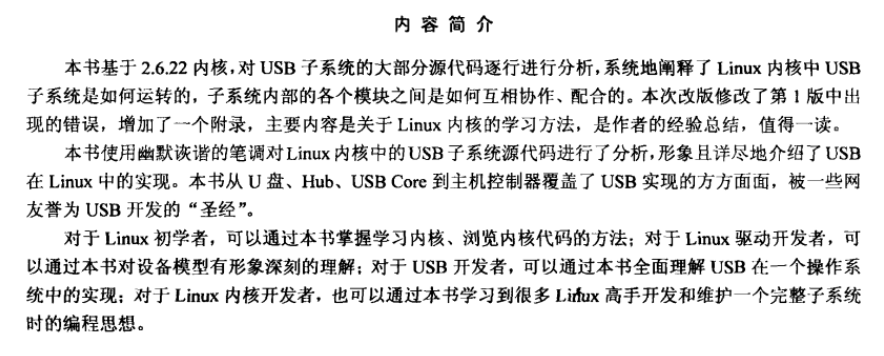 内 容 简 介
本书基于 2.6.22 内核，对 USB 子系统的大部分源代码逐行进行分析，系统地阐释了 Linux 内核中 USB
子系统是如何运转的，子系统内部的各个模块之间是如何互相协作、配合的。本次改版修改了第 1 版中出
现的错误，增加了一个附录，主要内容是关于 Linux 内核的学习方法，是作者的经验总结，值得一读。
本书使用幽默诙谐的笔调对 Linux 内核中的 USB 子系统源代码进行了分析，形象且详尽地介绍了 USB
在 Linux 中的实现。本书从 U 盘、Hub、USB Core 到主机控制器覆盖了 USB 实现的方方面面，被一些网
友誉为 USB 开发的“圣经”。
对于 Linux 初学者，可以通过本书掌握学习内核、浏览内核代码的方法；对于 Linux 驱动开发者，可
以通过本书对设备模型有形象深刻的理解；对于 USB 开发者，可以通过本书全面理解 USB 在一个操作系
统中的实现；对于 Linux 内核开发者，也可以通过本书学习到很多 Linux 高手开发和维护一个完整子系统
时的编程思想。